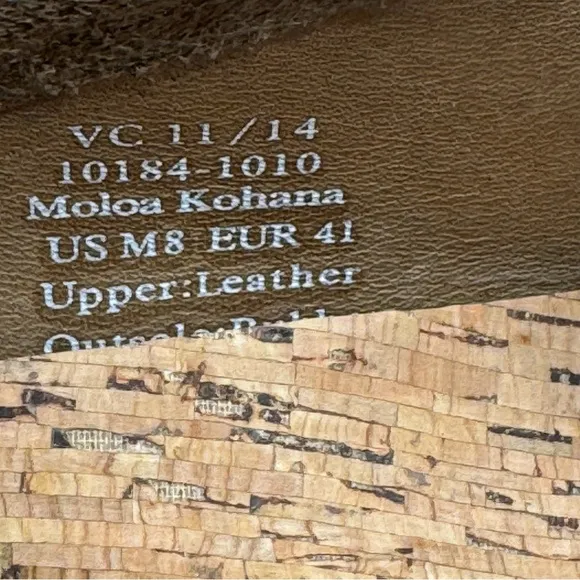 VC 11/14
10184-1010
Moloa Kohana
US M8 EUR 41
Upper:Leather